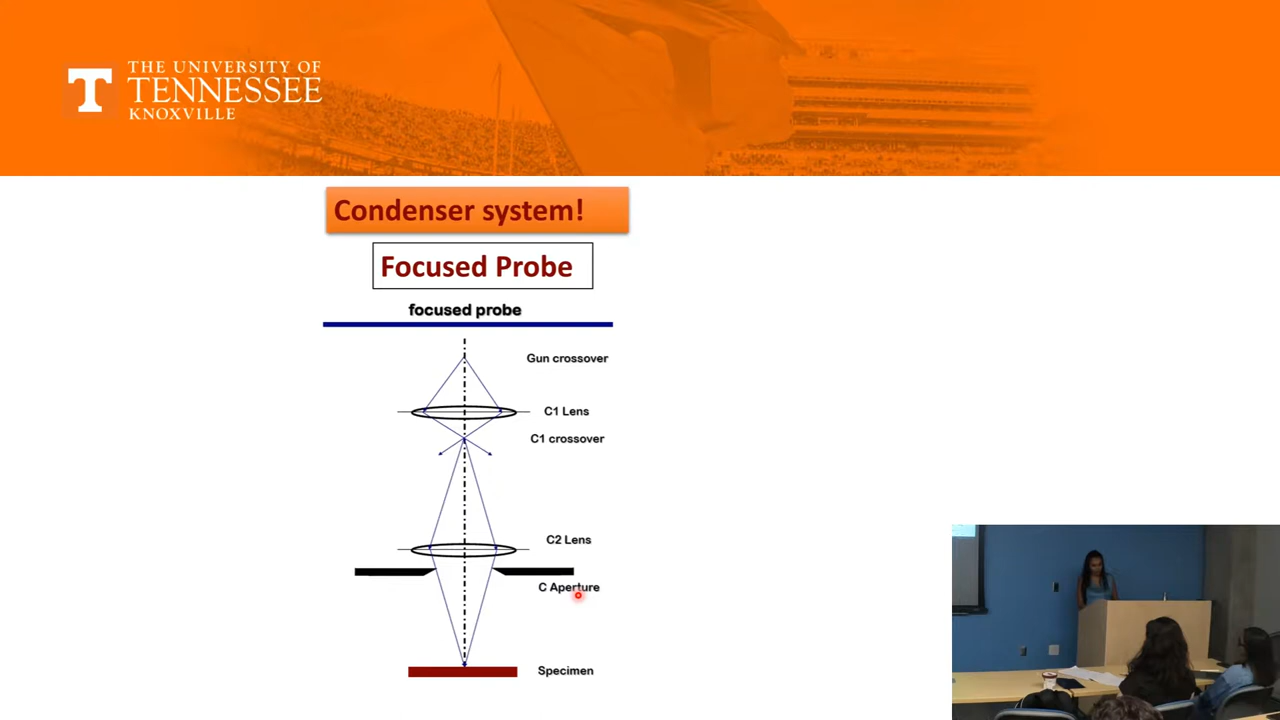 THE UNIVERSITY OF
TENNESSEE
KNOXVILLE
T
Condenser system!
Focused Probe
focused probe
Gun crossover
C1 Lens
C1 crossover
C2 Lens
C Aperture
Specimen